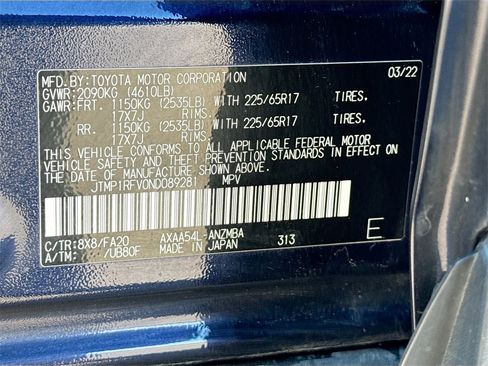 MFD.BY:TOYOTA MOTOR CORPORATION 03/22
GVWR:2090KG (4610LB)
GAWR:FRT. 1150KG (2535LB) WITH 225/65R17 TIRES.
17X7J RIMS.
RR. 1150KG (2535LB) WITH 225/65R17 TIRES.
17X7J RIMS.
THIS VEHICLE CONFORMS TO ALL APPLICABLE FEDERAL MOTOR
VEHICLE SAFETY AND THEFT PREVENTION STANDARDS IN EFFECT ON
THE DATE OF MANUFACTURE SHOWN ABOVE.
JTMP1RFV0ND089281 MPV
C/TR:8X8/FA20 AXAA54L-ANZMBA
A/TM: /UB80F MADE IN JAPAN 313 E